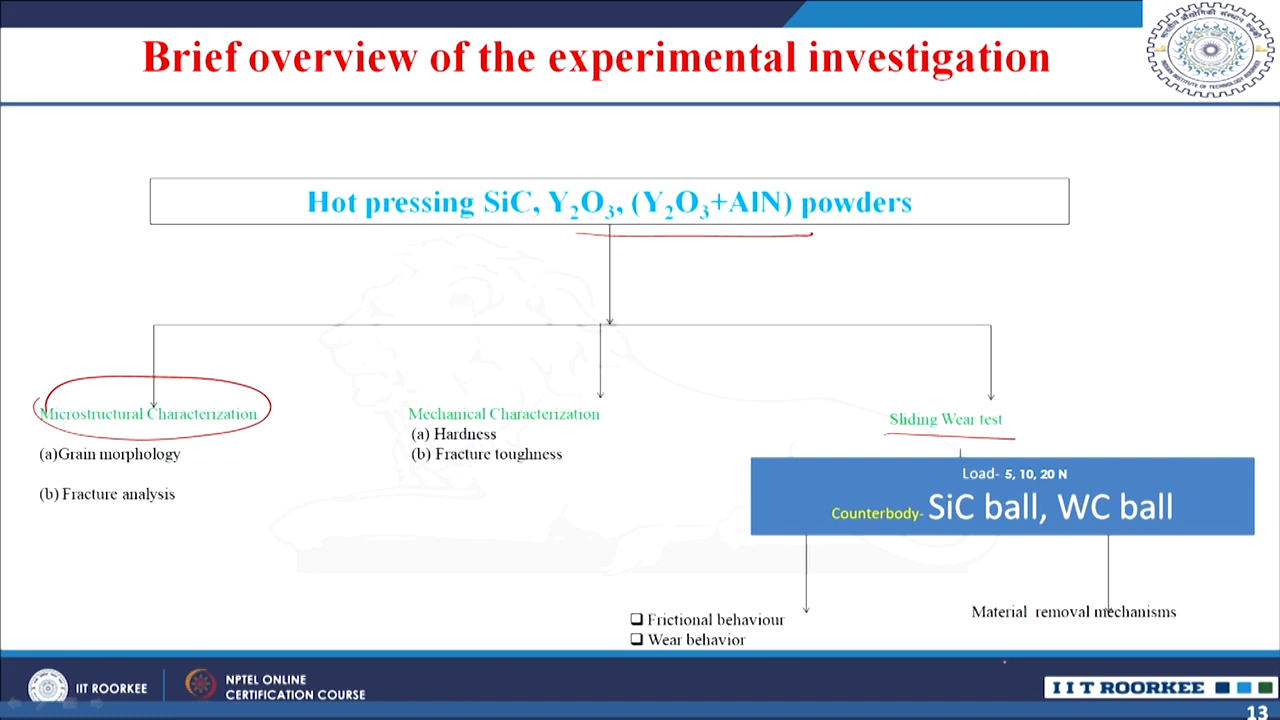 Brief overview of the experimental investigation
Hot pressing SiC, Y₂O₃, (Y₂O₃+AlN) powders
Microstructural Characterization
(a)Grain morphology
(b) Fracture analysis
Mechanical Characterization
(a) Hardness
(b) Fracture toughness
Sliding Wear test
Load- 5, 10, 20 N
Counterbody- SiC ball, WC ball
❑ Frictional behaviour
❑ Wear behavior
Material removal mechanisms
IIT ROORKEE
NPTEL ONLINE
CERTIFICATION COURSE
IIT ROORKEE
13